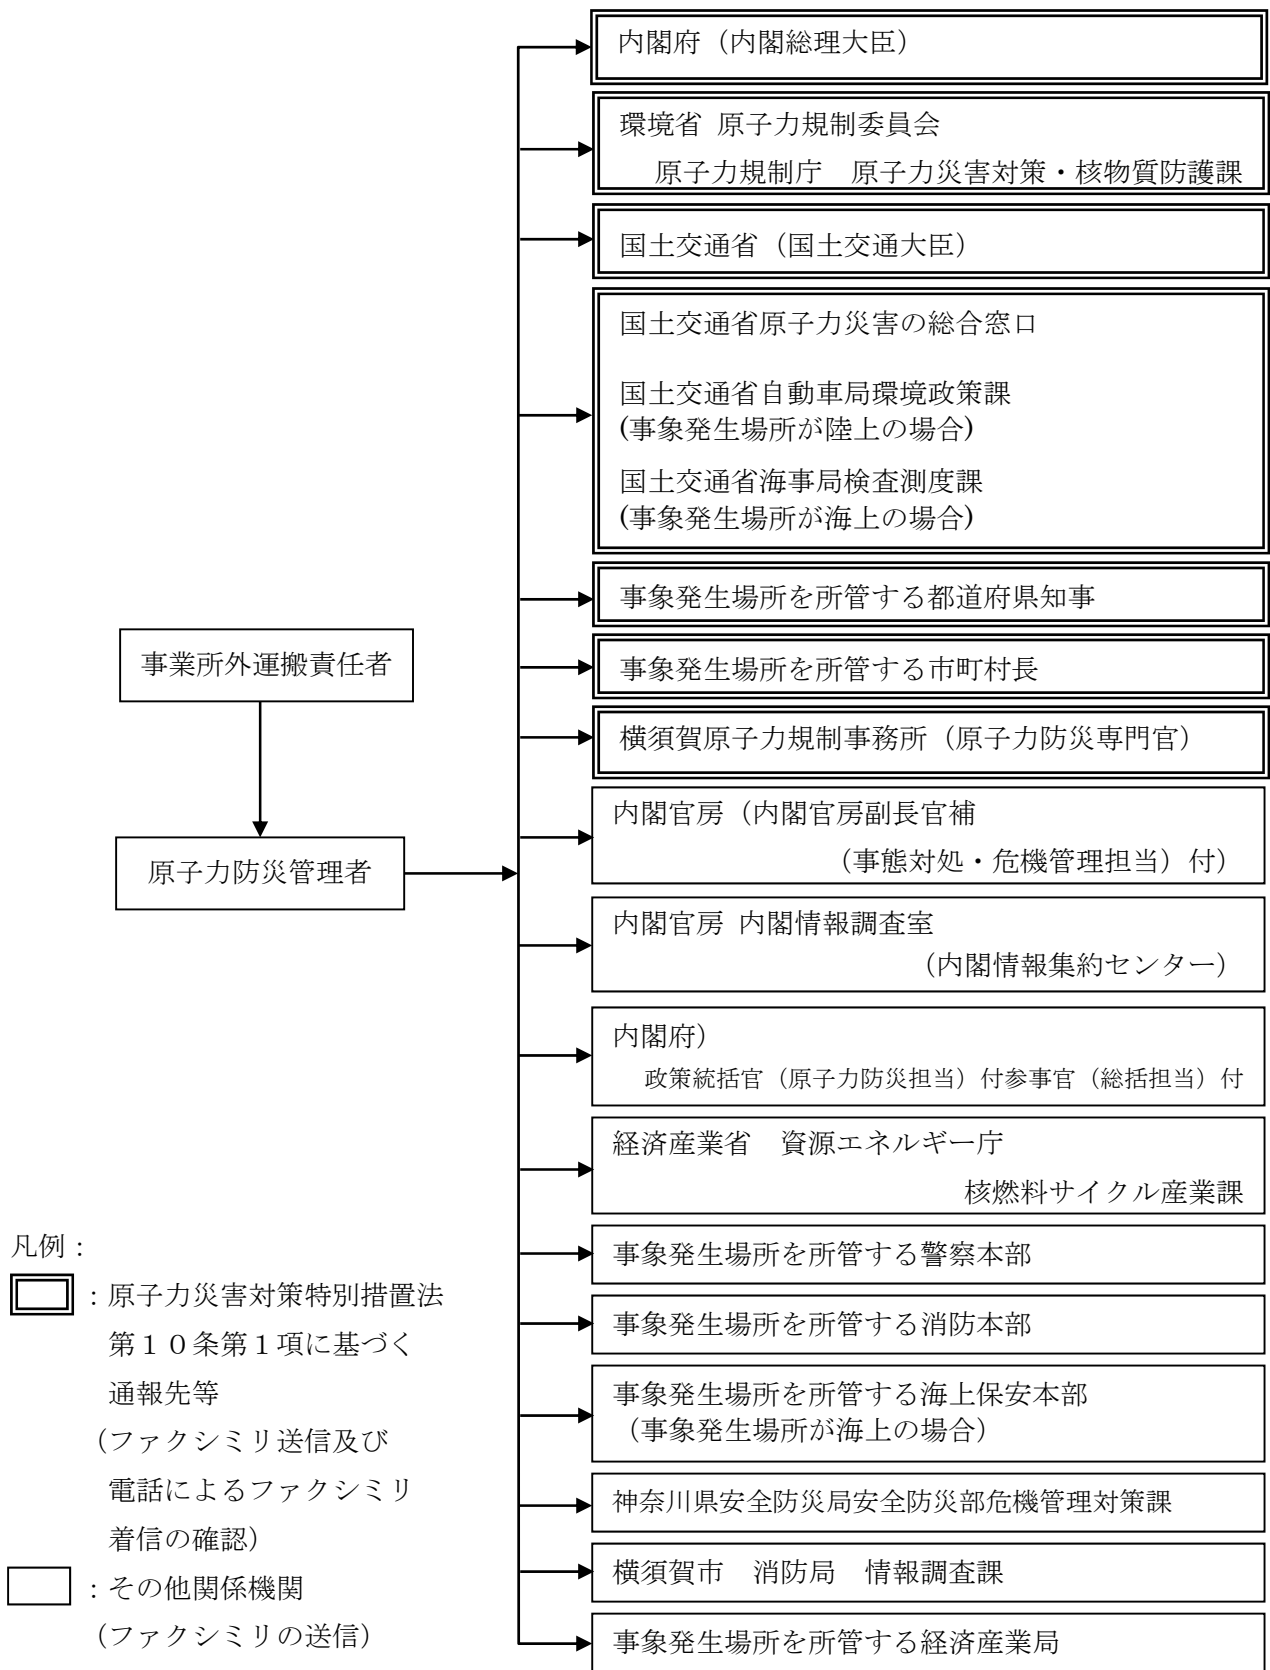 内閣府（内閣総理大臣）
環境省 原子力規制委員会
原子力規制庁　原子力災害対策・核物質防護課
国土交通省（国土交通大臣）
国土交通省原子力災害の総合窓口
国土交通省自動車局環境政策課
(事象発生場所が陸上の場合)
国土交通省海事局検査測度課
(事象発生場所が海上の場合)
事象発生場所を所管する都道府県知事
事象発生場所を所管する市町村長
横須賀原子力規制事務所（原子力防災専門官）
事業所外運搬責任者
原子力防災管理者
内閣官房（内閣官房副長官補
（事態対処・危機管理担当）付）
内閣官房 内閣情報調査室
（内閣情報集約センター）
内閣府）
政策統括官（原子力防災担当）付参事官（総括担当）付
経済産業省　資源エネルギー庁
核燃料サイクル産業課
事象発生場所を所管する警察本部
事象発生場所を所管する消防本部
事象発生場所を所管する海上保安本部
（事象発生場所が海上の場合）
神奈川県安全防災局安全防災部危機管理対策課
横須賀市　消防局　情報調査課
事象発生場所を所管する経済産業局
凡例：
：原子力災害対策特別措置法
第１０条第１項に基づく
通報先等
（ファクシミリ送信及び
電話によるファクシミリ
着信の確認）
：その他関係機関
（ファクシミリの送信）